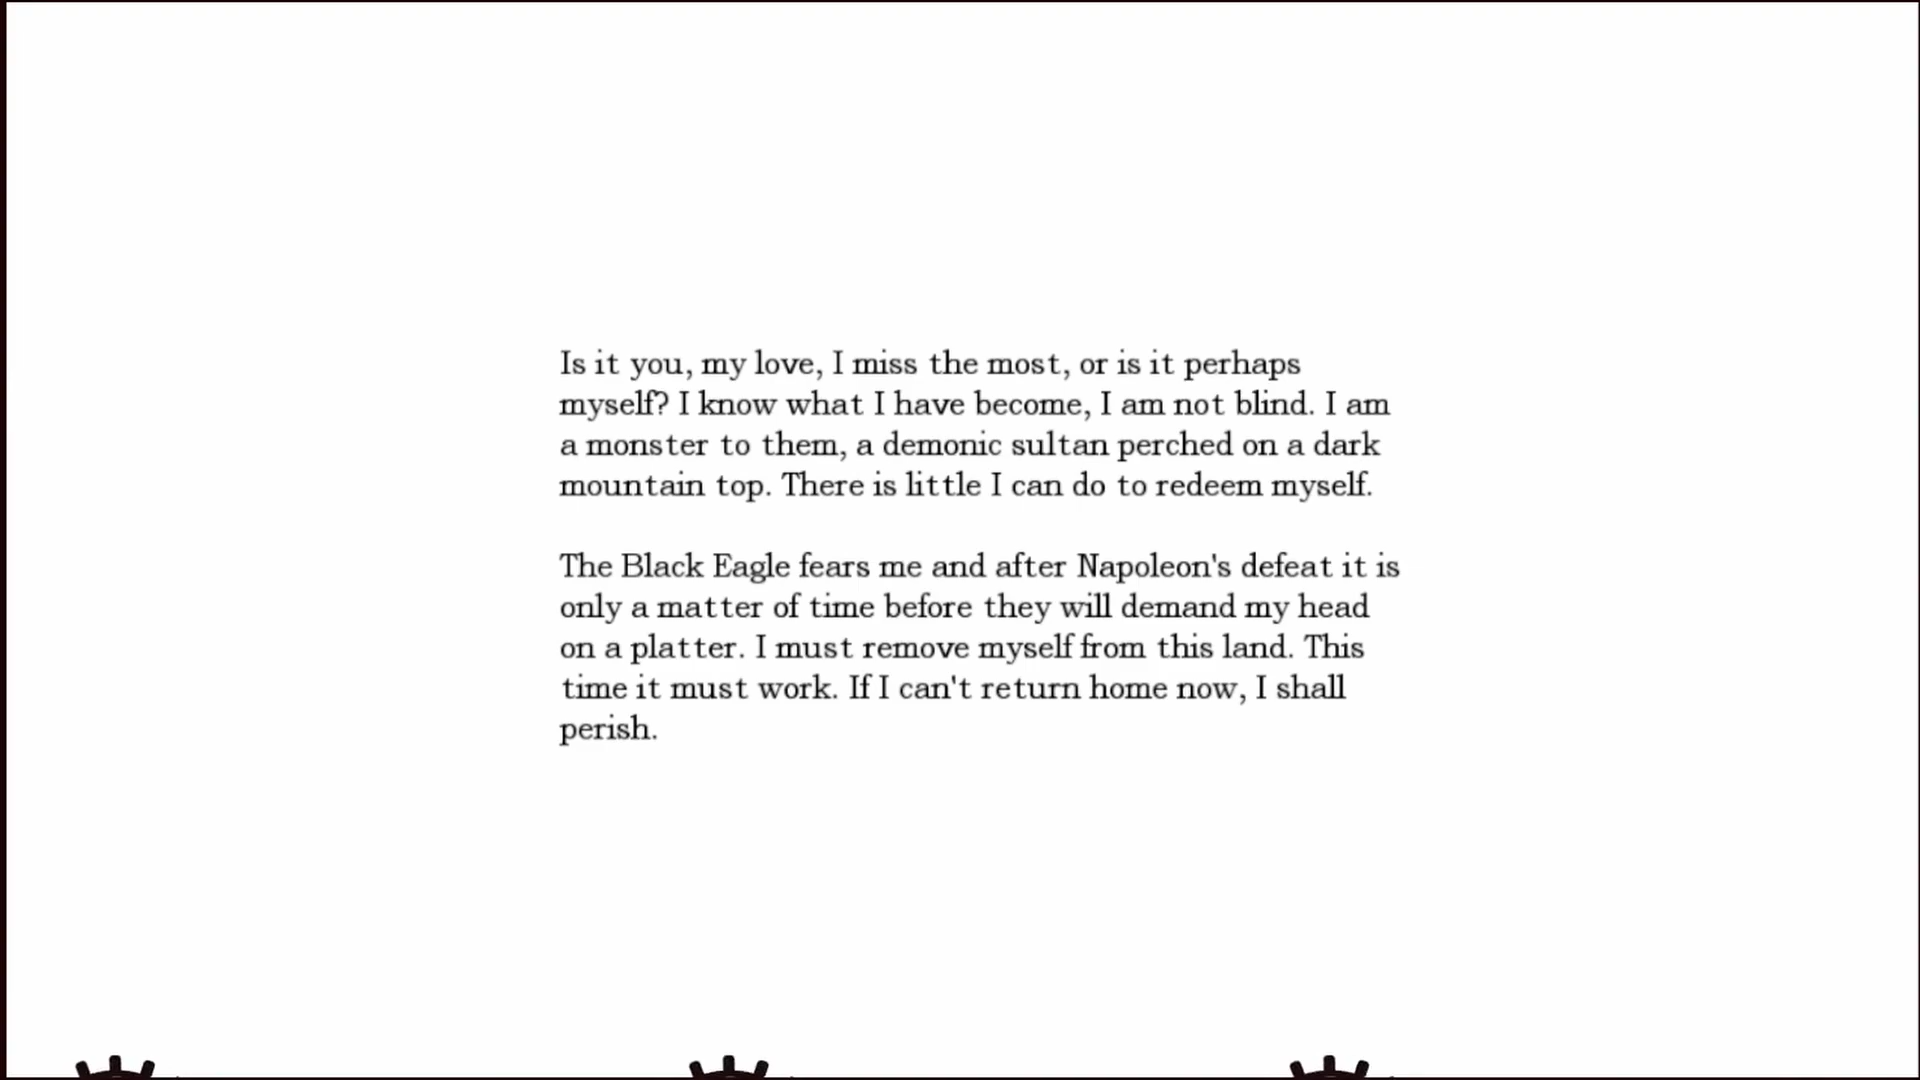 Is it you, my love, I miss the most, or is it perhaps
myself? I know what I have become, I am not blind. I am
a monster to them, a demonic sultan perched on a dark
mountain top. There is little I can do to redeem myself.
The Black Eagle fears me and after Napoleon's defeat it is
only a matter of time before they will demand my head
on a platter. I must remove myself from this land. This
time it must work. If I can't return home now, I shall
perish.